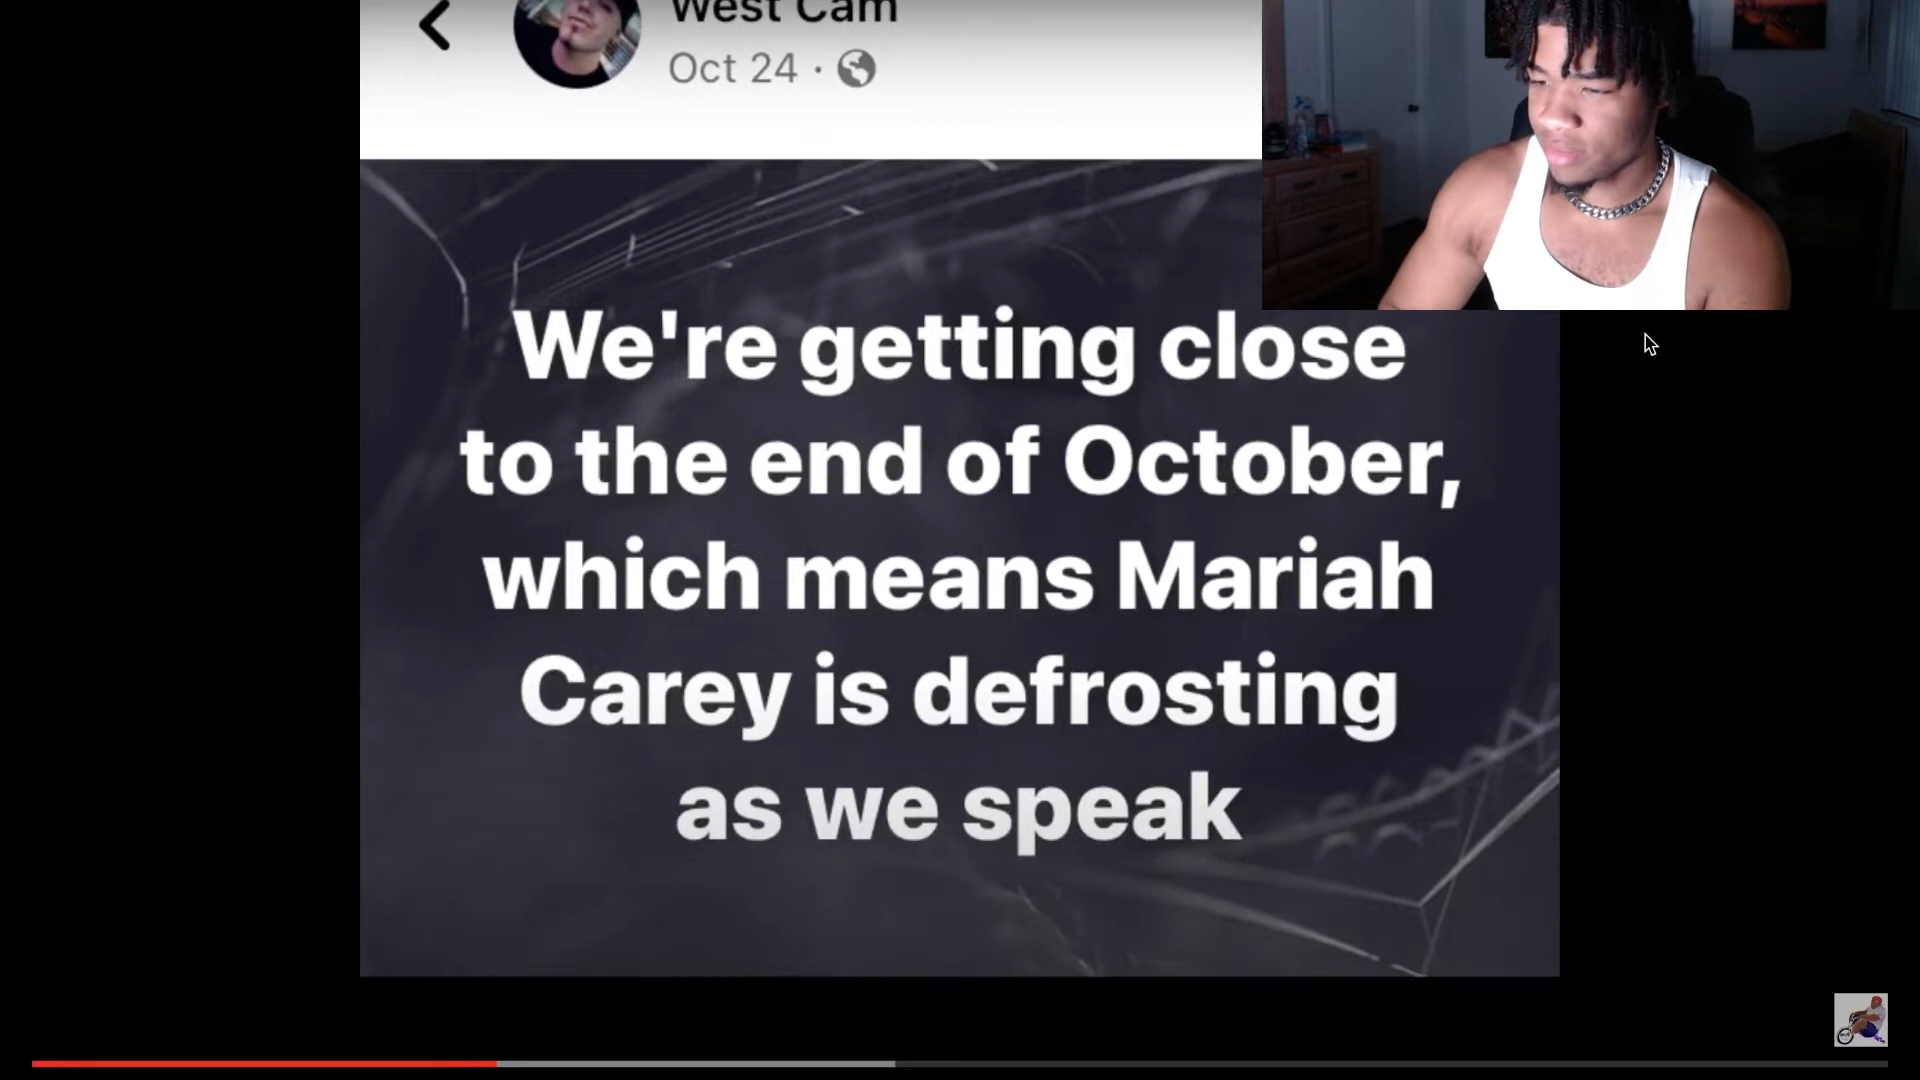 West Cam
Oct 24 ·
We're getting close
to the end of October,
which means Mariah
Carey is defrosting
as we speak